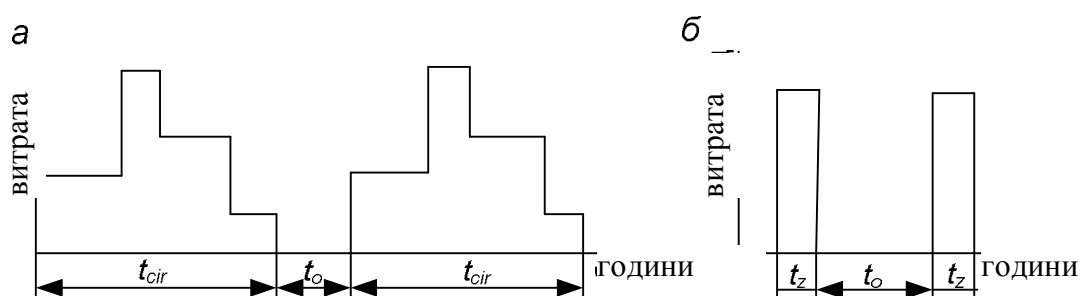 а
витрата
t_cir
t_o
t_cir
години
б
витрата
t_z
t_o
t_z
години